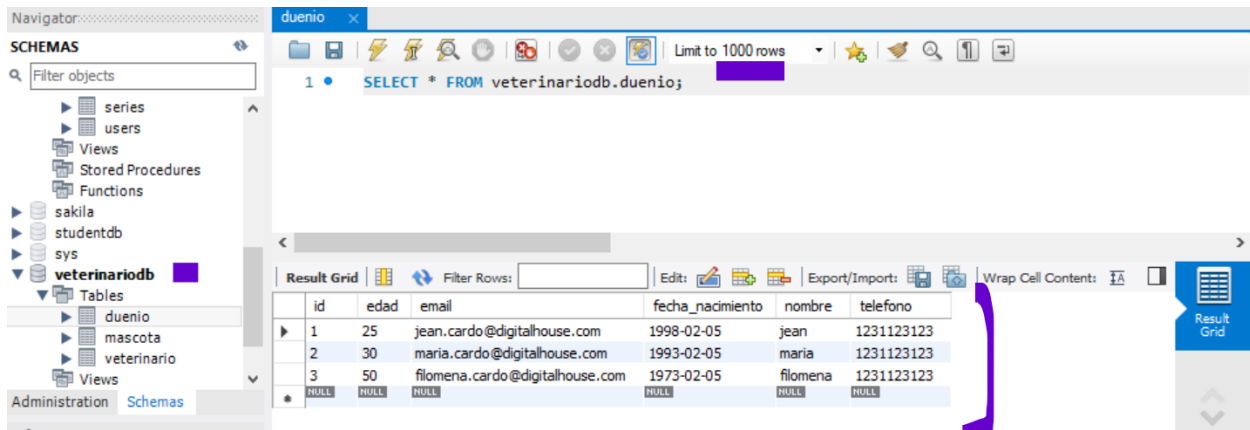 Navigator
SCHEMAS
Filter objects
series
users
Views
Stored Procedures
Functions
sakila
studentdb
sys
veterinariodb
Tables
duenio
mascota
veterinario
Views
Administration Schemas
duenio
Limit to 1000 rows
1 SELECT * FROM veterinariodb.duenio;
Result Grid Filter Rows: Edit: Export/Import: Wrap Cell Content:
id edad email fecha_nacimiento nombre telefono
1 25 jean.cardo@digitalhouse.com 1998-02-05 jean 1231123123
2 30 maria.cardo@digitalhouse.com 1993-02-05 maria 1231123123
3 50 filomena.cardo@digitalhouse.com 1973-02-05 filomena 1231123123
NULL NULL NULL NULL NULL NULL
Result
Grid